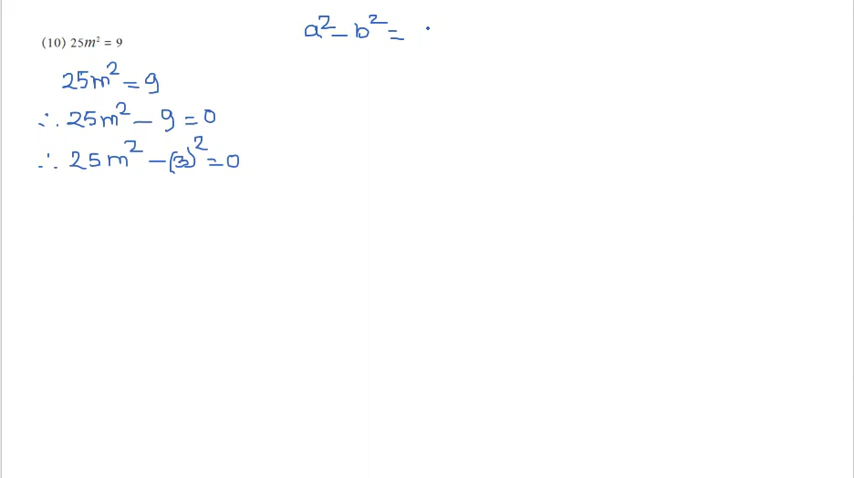 (10) 25m² = 9
a² - b² =
25m² = 9
∴ 25m² - 9 = 0
∴ 25m² - (3)² = 0